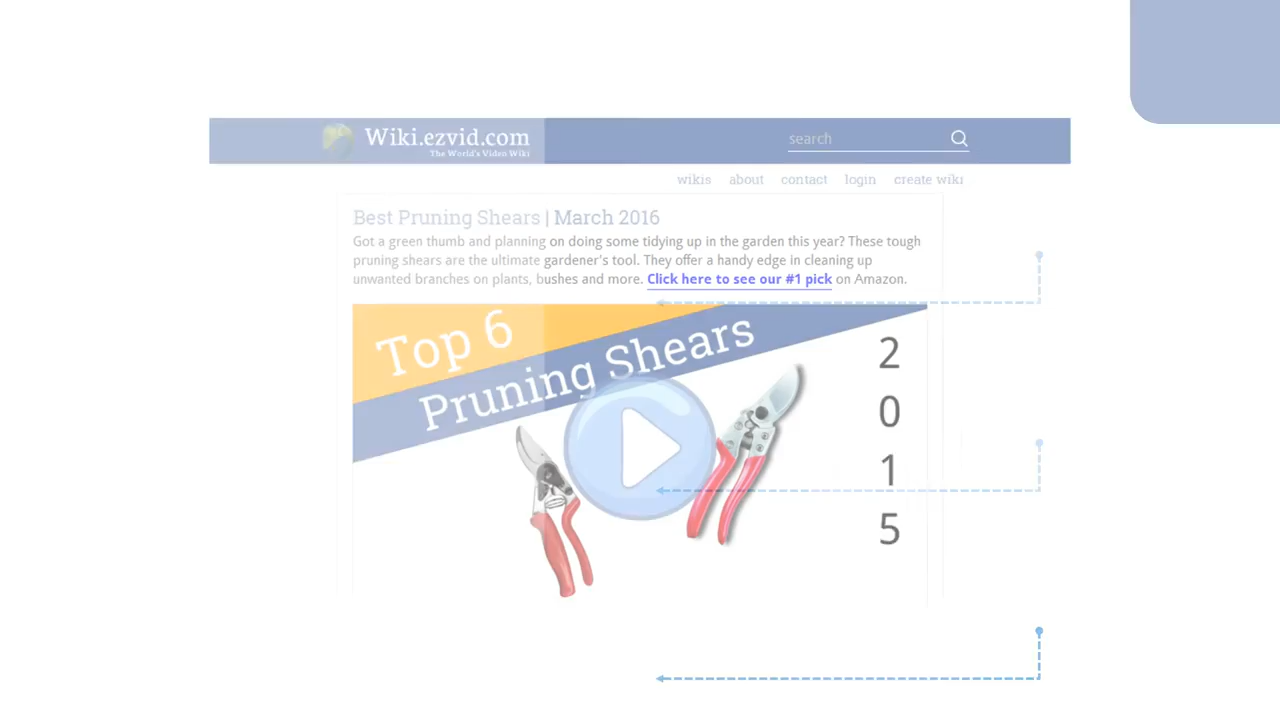 Wiki.ezvid.com
The World's Video Wiki
search
wikis about contact login create wiki
Best Pruning Shears | March 2016
Got a green thumb and planning on doing some tidying up in the garden this year? These tough
pruning shears are the ultimate gardener's tool. They offer a handy edge in cleaning up
unwanted branches on plants, bushes and more. Click here to see our #1 pick on Amazon.
Top 6
Pruning Shears
2
0
1
5